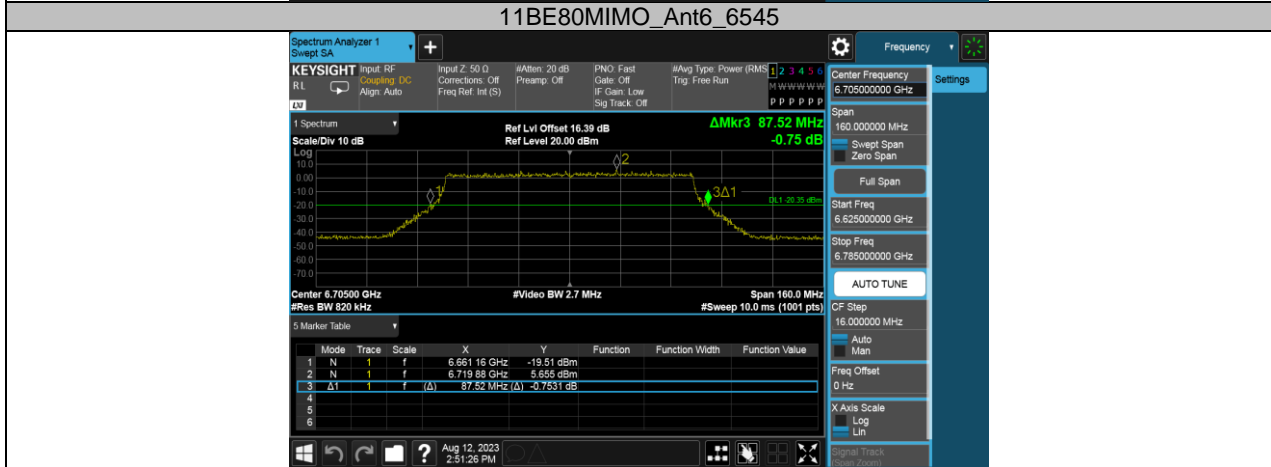 11BE80MIMO_Ant6_6545
Spectrum Analyzer 1
Swept SA
+
Frequency
KEYSIGHT Input: RF Input Z: 50 Ω #Atten: 20 dB PNO: Fast #Avg Type: Power (RMS 1 2 3 4 5 6
RL Coupling: DC Corrections: Off Preamp: Off Gate: Off Trig: Free Run M W W W W W
Align: Auto Freq Ref: Int (S) IF Gain: Low
LXI Sig Track: Off P P P P P P
1 Spectrum Ref Lvl Offset 16.39 dB ΔMkr3 87.52 MHz
Scale/Div 10 dB Ref Level 20.00 dBm -0.75 dB
Log
10.0
0.00
-10.0
-20.0
-30.0
-40.0
-50.0
-60.0
-70.0
1
2
3Δ1
DL1 -20.35 dBm
Center 6.70500 GHz #Video BW 2.7 MHz Span 160.0 MHz
#Res BW 820 kHz #Sweep 10.0 ms (1001 pts)
5 Marker Table
Mode Trace Scale X Y Function Function Width Function Value
1 N 1 f 6.661 16 GHz -19.51 dBm
2 N 1 f 6.719 88 GHz 5.655 dBm
3 Δ1 1 f (Δ) 87.52 MHz (Δ) -0.7531 dB
4
5
6
?
Aug 12, 2023
2:51:26 PM
Center Frequency
6.705000000 GHz
Settings
Span
160.000000 MHz
Swept Span
Zero Span
Full Span
Start Freq
6.625000000 GHz
Stop Freq
6.785000000 GHz
AUTO TUNE
CF Step
16.000000 MHz
Auto
Man
Freq Offset
0 Hz
X Axis Scale
Log
Lin
Signal Track
(Span Zoom)